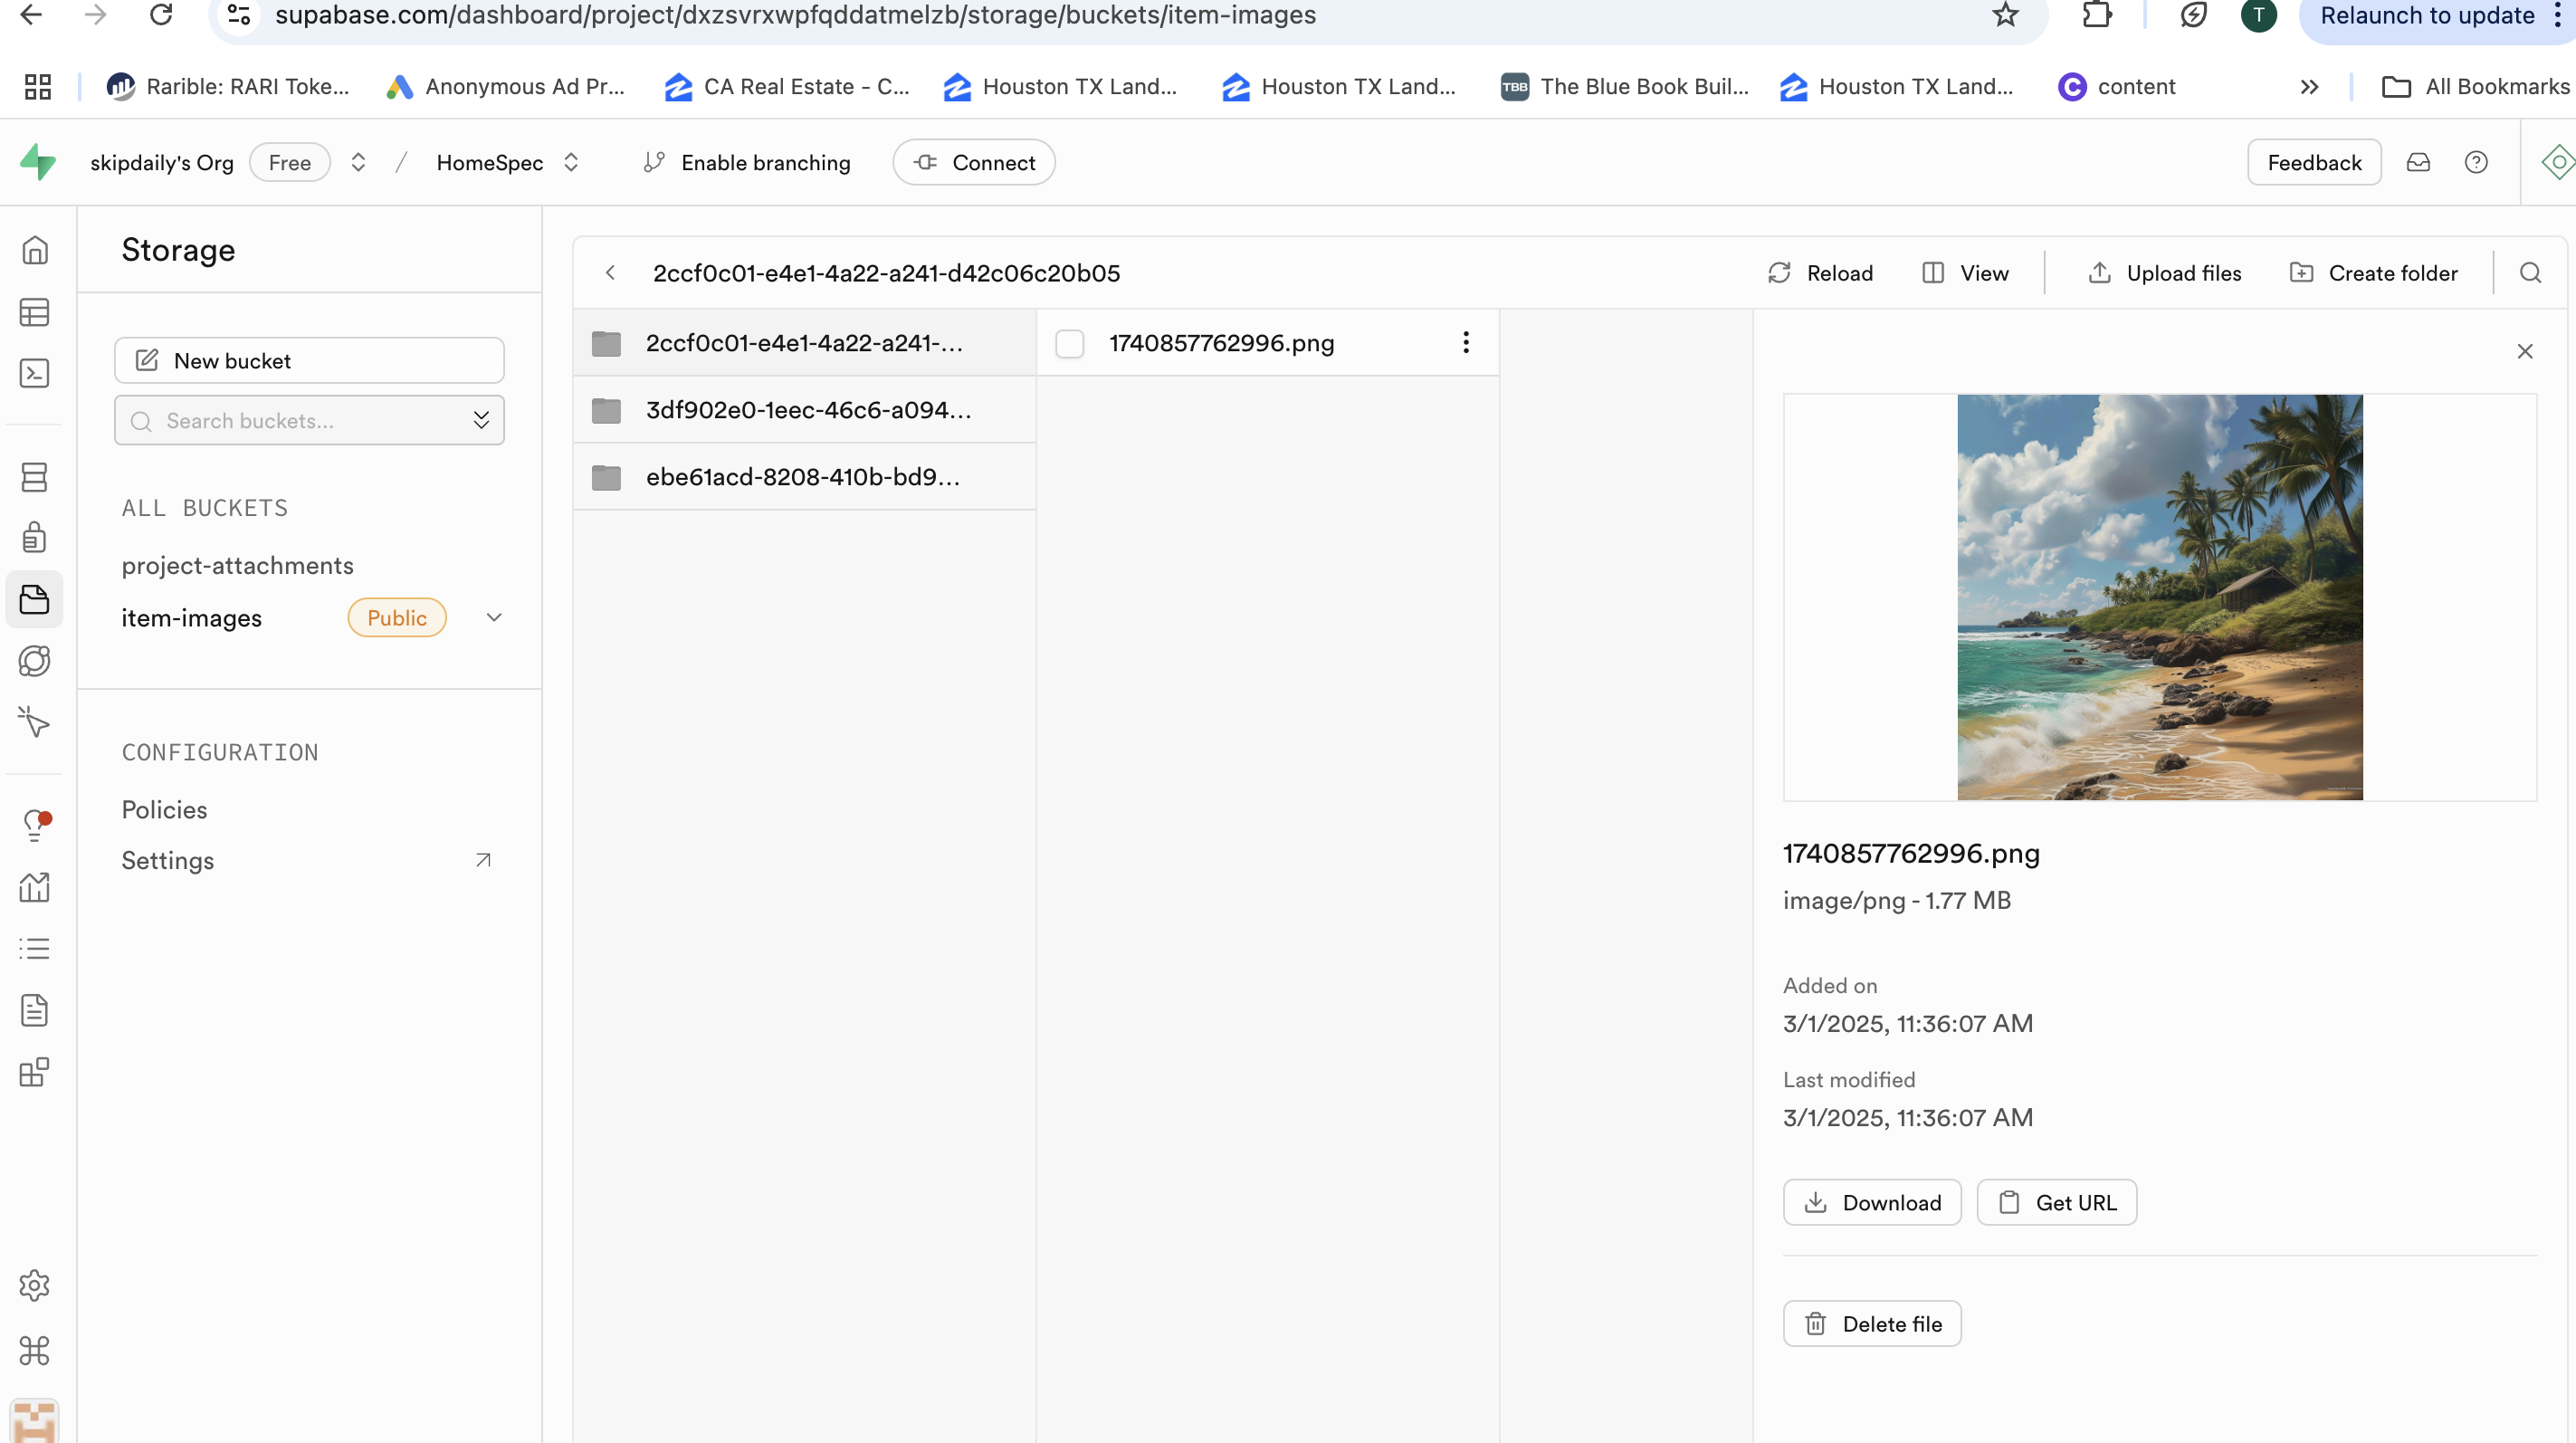 supabase.com/dashboard/project/dxzsvrxwpfqddatmelzb/storage/buckets/item-images
T
Relaunch to update
Rarible: RARI Toke...
Anonymous Ad Pr...
CA Real Estate - C...
Houston TX Land...
Houston TX Land...
TBB
The Blue Book Buil...
Houston TX Land...
C
content
All Bookmarks
skipdaily's Org
Free
/
HomeSpec
Enable branching
Connect
Feedback
Storage
New bucket
Search buckets...
ALL BUCKETS
project-attachments
item-images
Public
CONFIGURATION
Policies
Settings
2ccf0c01-e4e1-4a22-a241-d42c06c20b05
Reload
View
Upload files
Create folder
2ccf0c01-e4e1-4a22-a241-...
3df902e0-1eec-46c6-a094...
ebe61acd-8208-410b-bd9...
1740857762996.png
1740857762996.png
image/png - 1.77 MB
Added on
3/1/2025, 11:36:07 AM
Last modified
3/1/2025, 11:36:07 AM
Download
Get URL
Delete file